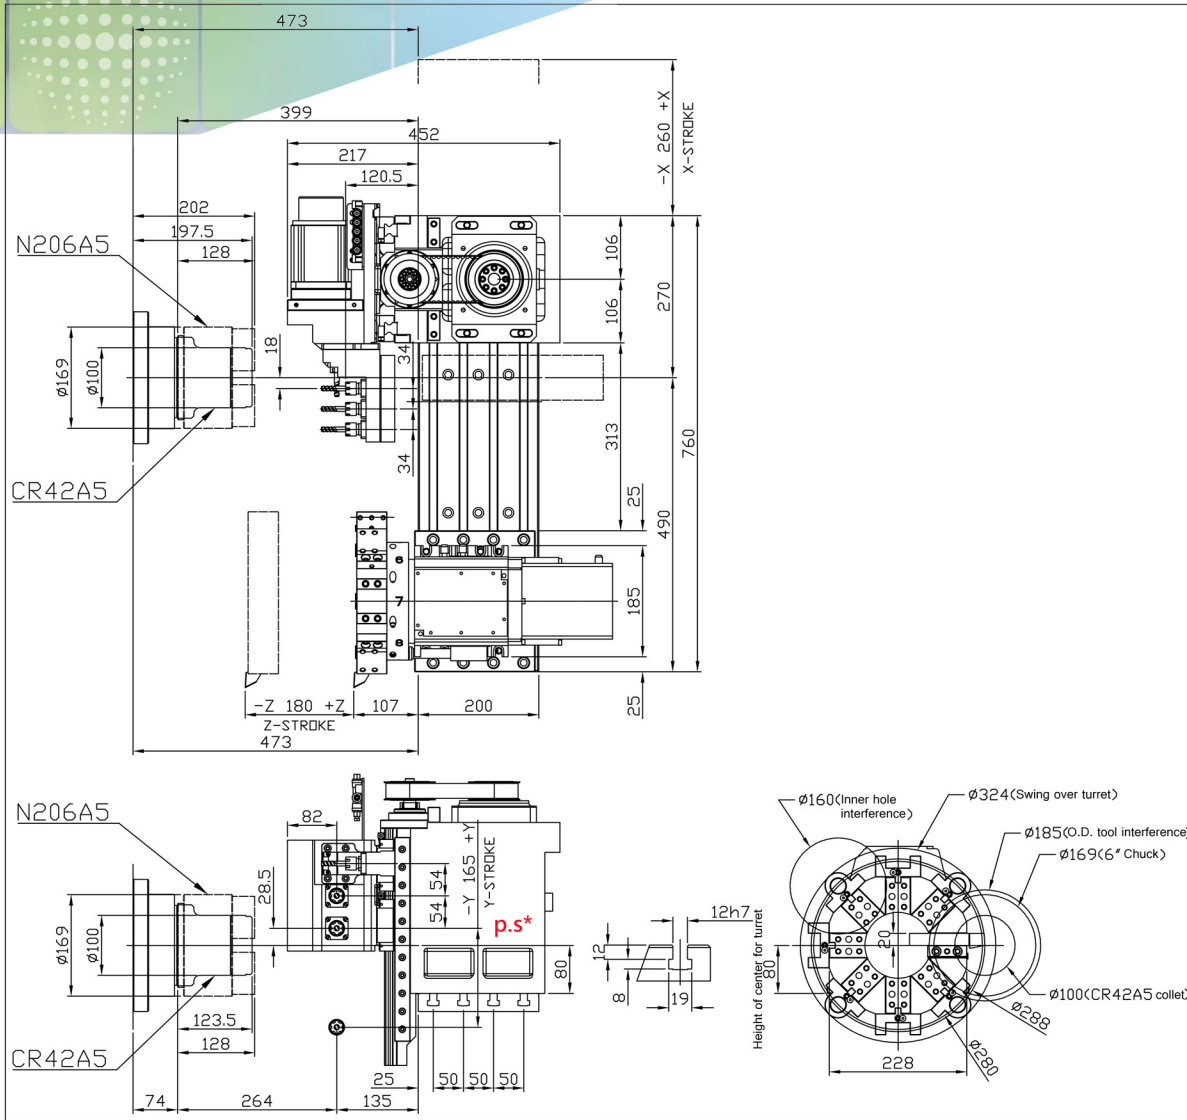 473
399
452
217
120.5
-X 260 +X
X-STROKE
202
197.5
128
N206A5
106
106
270
18
34
Ø169
Ø100
313
760
34
CR42A5
25
490
6
7
8
185
-Z 180 +Z
107
200
25
Z-STROKE
473
N206A5
82
-Y 165 +Y
Y-STROKE
54
54
28.5
p.s*
Ø169
Ø100
80
123.5
128
CR42A5
25
50
50
50
74
264
135
12h7
12
8
19
Ø160(Inner hole
interference)
Ø324(Swing over turret)
Ø185(O.D. tool interference)
Ø169(6" Chuck)
20
80
Height of center for turret
Ø100(CR42A5 collet)
Ø288
Ø280
228